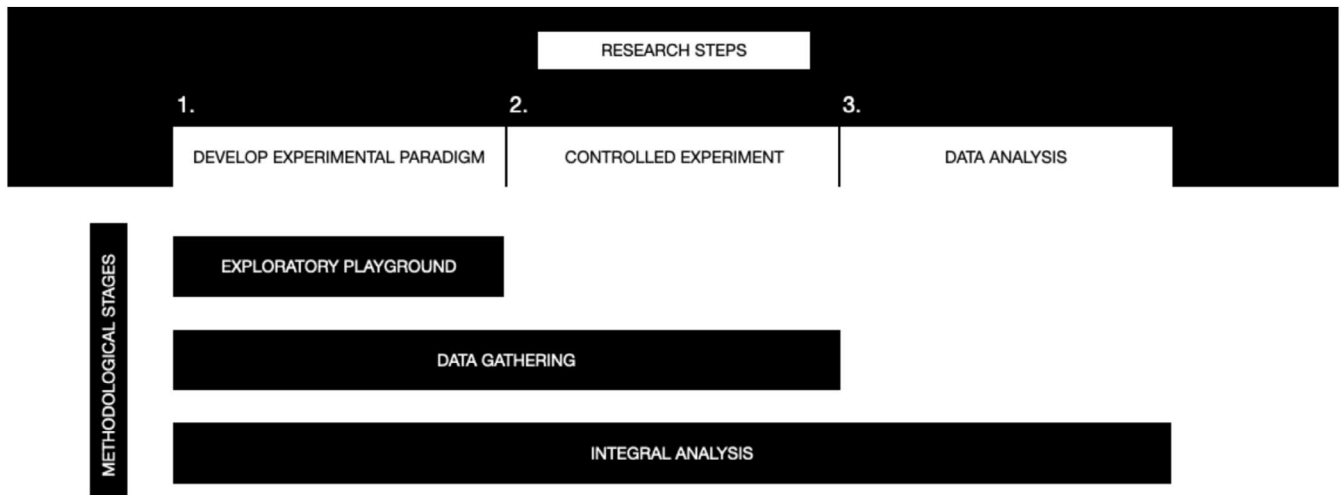 RESEARCH STEPS
1.
2.
3.
DEVELOP EXPERIMENTAL PARADIGM
CONTROLLED EXPERIMENT
DATA ANALYSIS
METHODOLOGICAL STAGES
EXPLORATORY PLAYGROUND
DATA GATHERING
INTEGRAL ANALYSIS